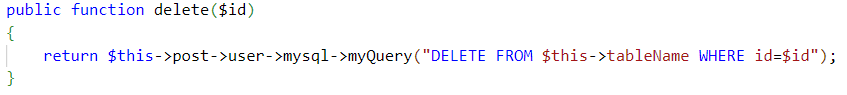 public function delete($id)
{
return $this->post->user->mysql->myQuery("DELETE FROM $this->tableName WHERE id=$id");
}